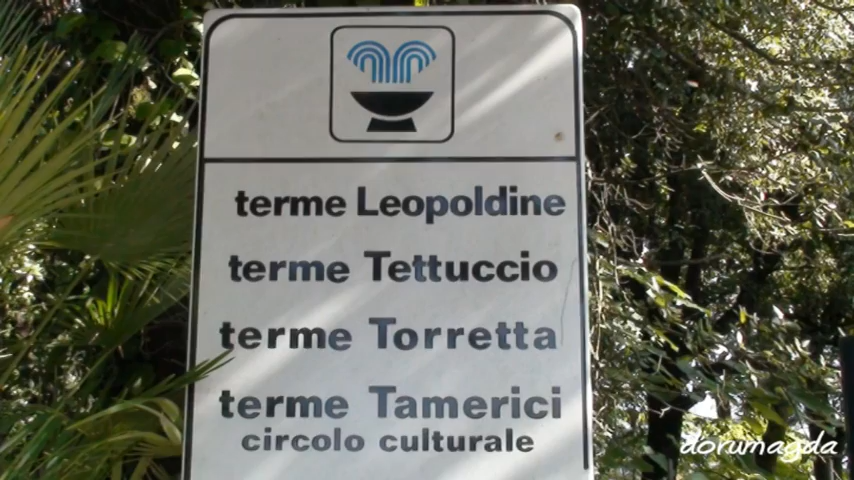 terme Leopoldine
terme Tettuccio
terme Torretta
terme Tamerici
circolo culturale
dorumagda